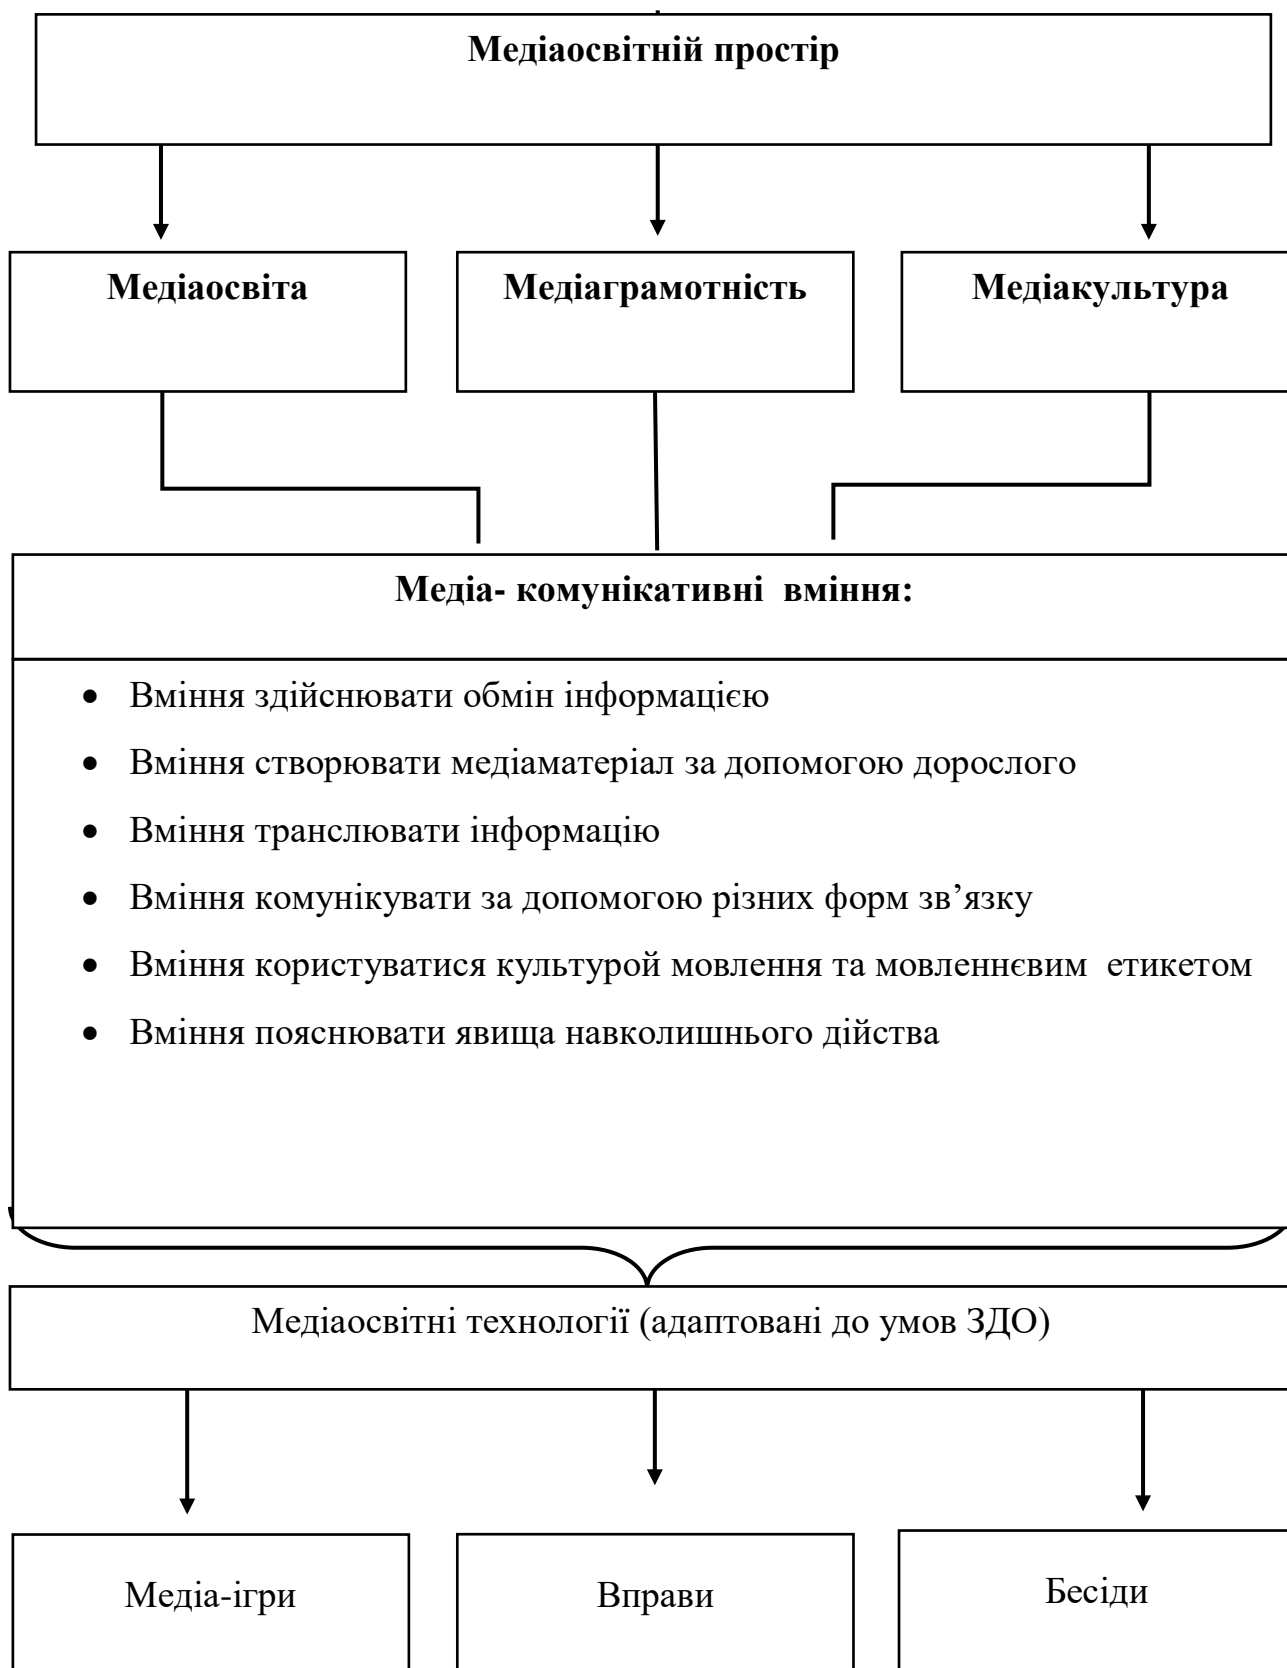 Медіаосвітній простір
Медіаосвіта
Медіаграмотність
Медіакультура
Медіа- комунікативні  вміння:
• Вміння здійснювати обмін інформацією
• Вміння створювати медіаматеріал за допомогою дорослого
• Вміння транслювати інформацію
• Вміння комунікувати за допомогою різних форм зв’язку
• Вміння користуватися культурой мовлення та мовленнєвим  етикетом
• Вміння пояснювати явища навколишнього дійства
Медіаосвітні технології (адаптовані до умов ЗДО)
Медіа-ігри
Вправи
Бесіди